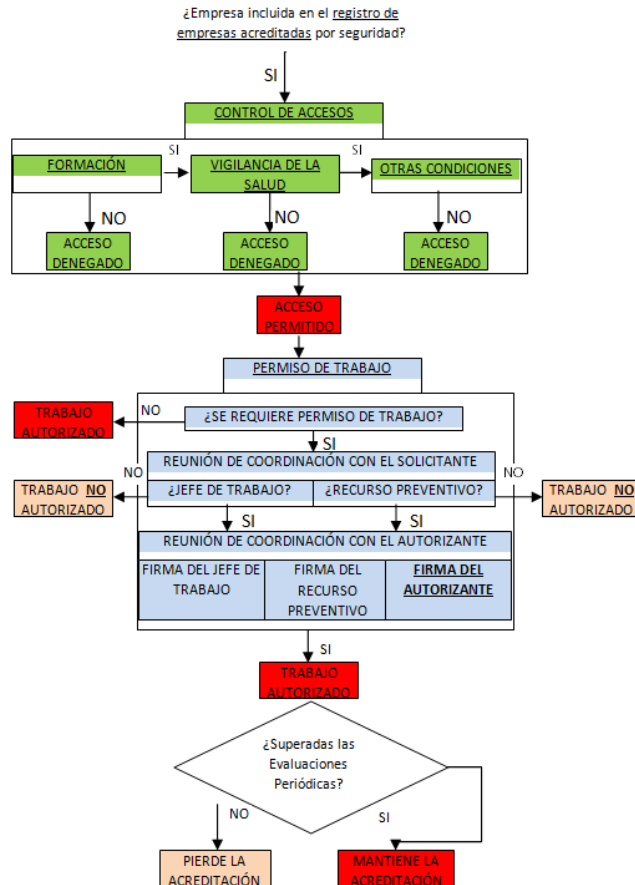 ¿Empresa incluida en el registro de
empresas acreditadas por seguridad?
SI
CONTROL DE ACCESOS
FORMACIÓN
SI
VIGILANCIA DE LA
SALUD
SI
OTRAS CONDICIONES
NO
NO
NO
ACCESO
DENEGADO
ACCESO
DENEGADO
ACCESO
DENEGADO
ACCESO
PERMITIDO
PERMISO DE TRABAJO
TRABAJO
AUTORIZADO
NO
¿SE REQUIERE PERMISO DE TRABAJO?
SI
REUNIÓN DE COORDINACIÓN CON EL SOLICITANTE
NO
NO
TRABAJO NO
AUTORIZADO
¿JEFE DE TRABAJO?
¿RECURSO PREVENTIVO?
TRABAJO NO
AUTORIZADO
SI
SI
REUNIÓN DE COORDINACIÓN CON EL AUTORIZANTE
FIRMA DEL JEFE DE
TRABAJO
FIRMA DEL
RECURSO
PREVENTIVO
FIRMA DEL
AUTORIZANTE
SI
TRABAJO
AUTORIZADO
¿Superadas las
Evaluaciones
Periódicas?
NO
SI
PIERDE LA
ACREDITACIÓN
MANTIENE LA
ACREDITACIÓN